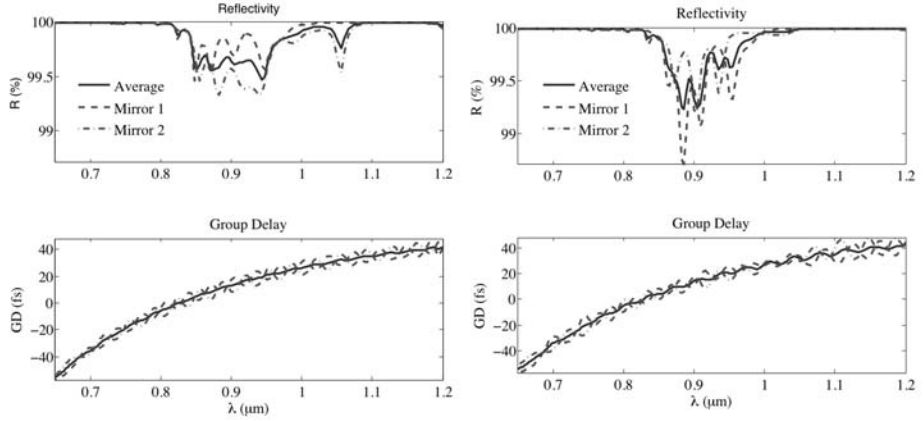 Reflectivity
100
99.5
99
R (%)
Average
Mirror 1
Mirror 2
0.7 0.8 0.9 1 1.1 1.2
Group Delay
40
20
0
−20
−40
GD (fs)
0.7 0.8 0.9 1 1.1 1.2
λ (μm)
Reflectivity
100
99.5
99
R (%)
Average
Mirror 1
Mirror 2
0.7 0.8 0.9 1 1.1 1.2
Group Delay
40
20
0
−20
−40
GD (fs)
0.7 0.8 0.9 1 1.1 1.2
λ (μm)